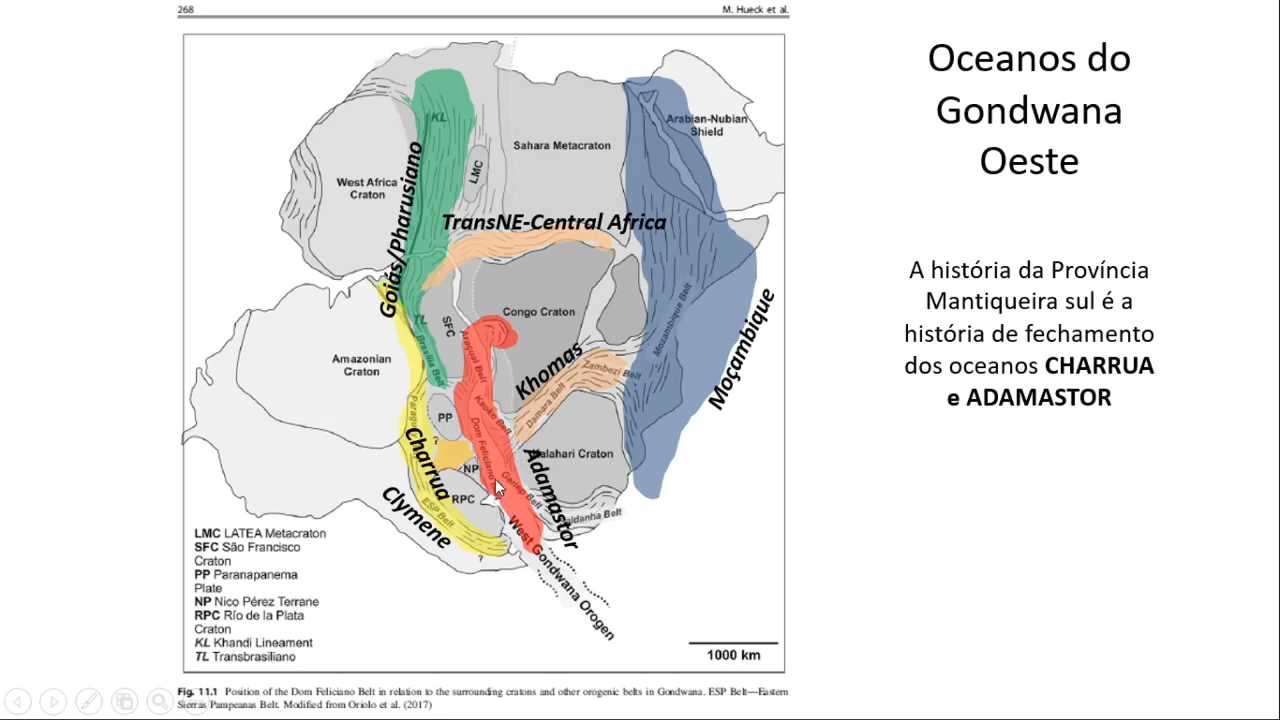 268
M. Hueck et al.
Oceanos do
Gondwana
Oeste
A história da Província
Mantiqueira sul é a
história de fechamento
dos oceanos CHARRUA
e ADAMASTOR
KL
Arabian-Nubian
Shield
Sahara Metacraton
LMC
West Africa
Craton
Goiás/Pharusiano
TransNE-Central Africa
Congo Craton
SFC
TL
Brasília Belt
Araçuaí Belt
Mozambique Belt
Moçambique
Amazonian
Craton
Khomas
Zambezi Belt
Damara Belt
Kaoko Belt
PP
?
Dom Feliciano
Charrua
NP
Kalahari Craton
Adamastor
Gariep Belt
RPC
ESP Belt
Clymene
West Gondwana Orogen
?
LMC LATEA Metacraton
SFC São Francisco
Craton
PP Paranapanema
Plate
NP Nico Pérez Terrane
RPC Río de la Plata
Craton
KL Khandi Lineament
TL Transbrasiliano
1000 km
Fig. 11.1 Position of the Dom Feliciano Belt in relation to the surrounding cratons and other orogenic belts in Gondwana. ESP Belt—Eastern
Sierras Pampeanas Belt. Modified from Oriolo et al. (2017)